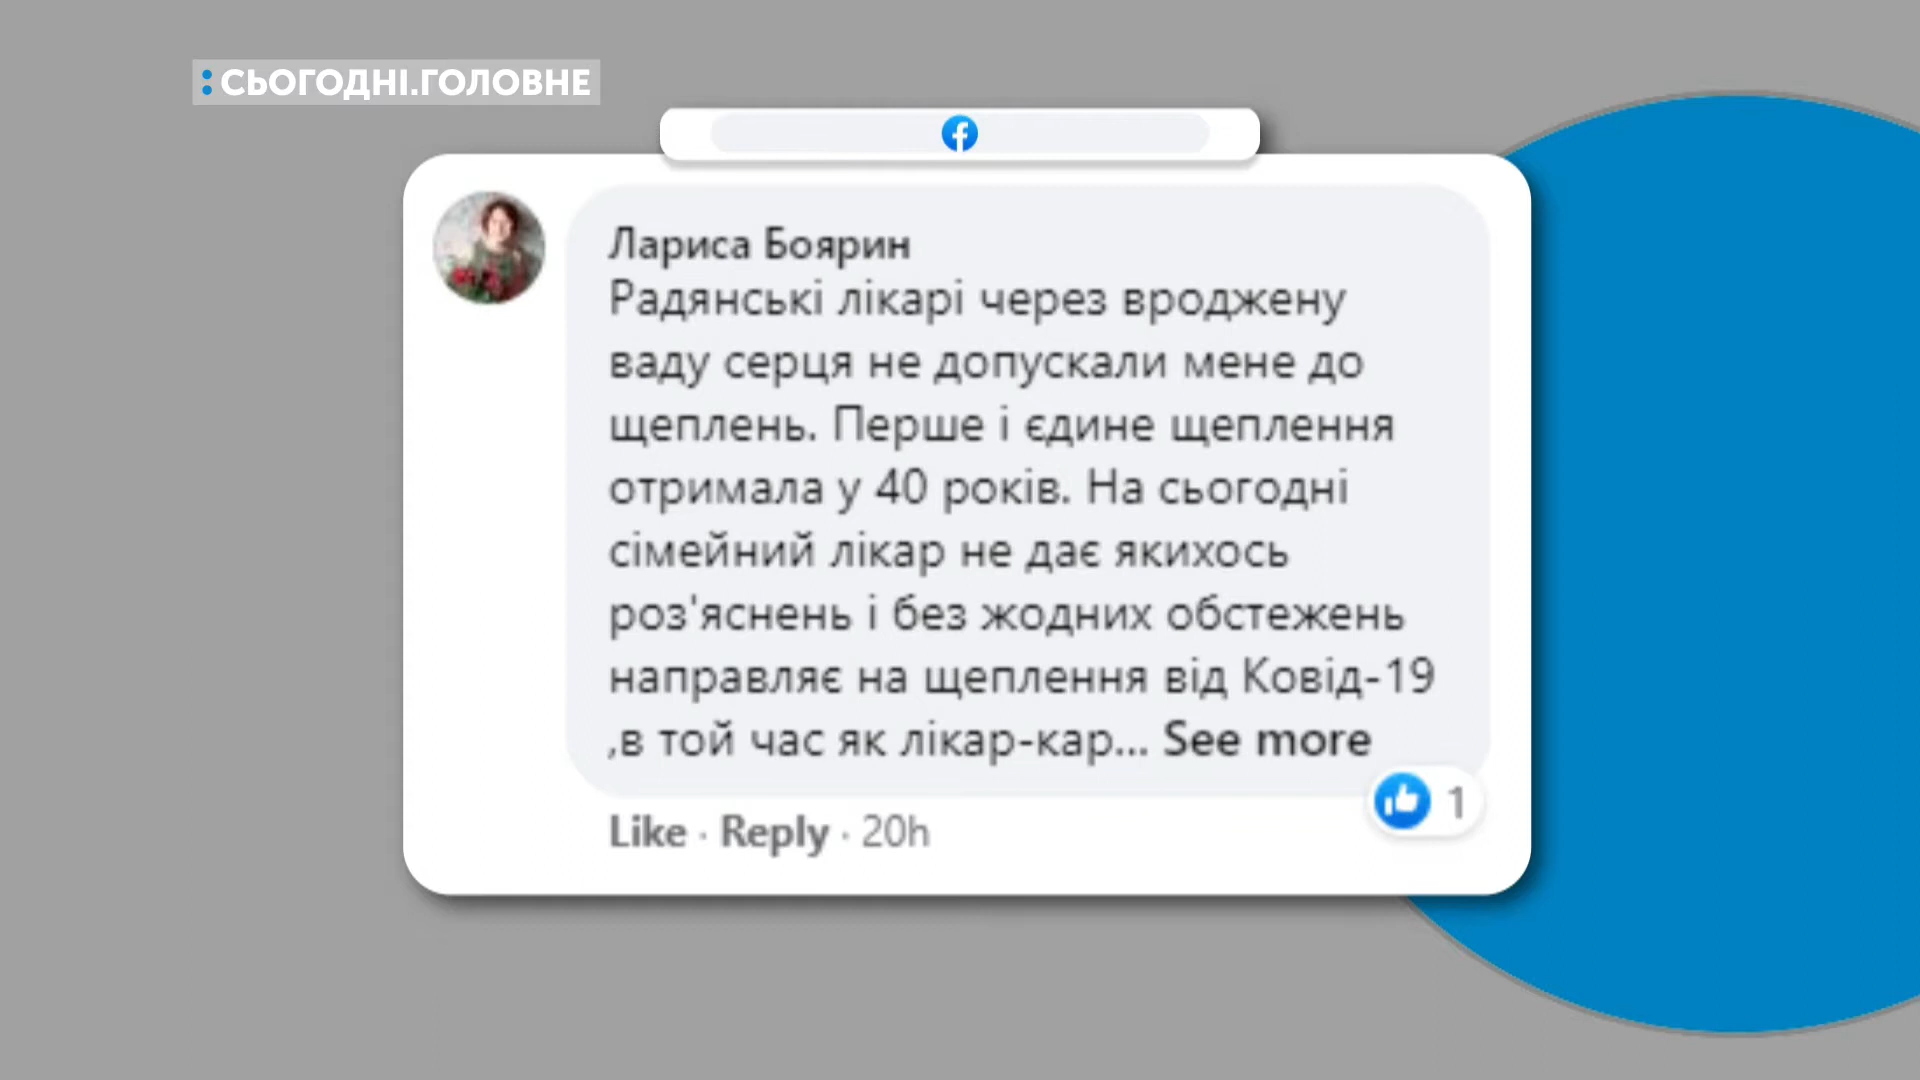 : СЬОГОДНІ.ГОЛОВНЕ
Лариса Боярин
Радянські лікарі через вроджену
ваду серця не допускали мене до
щеплень. Перше і єдине щеплення
отримала у 40 років. На сьогодні
сімейний лікар не дає якихось
роз'яснень і без жодних обстежень
направляє на щеплення від Ковід-19
,в той час як лікар-кар... See more
1
Like · Reply · 20h